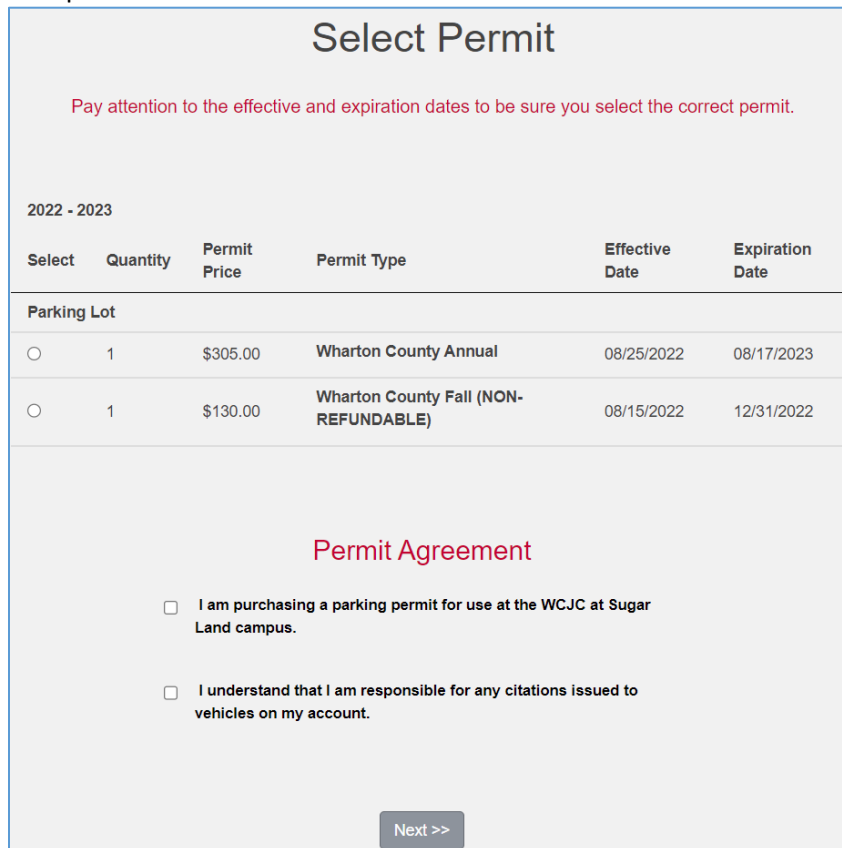 Select Permit
Pay attention to the effective and expiration dates to be sure you select the correct permit.
2022 - 2023
Select Quantity Permit Price Permit Type Effective Date Expiration Date
Parking Lot
1 $305.00 Wharton County Annual 08/25/2022 08/17/2023
1 $130.00 Wharton County Fall (NON-REFUNDABLE) 08/15/2022 12/31/2022
Permit Agreement
I am purchasing a parking permit for use at the WCJC at Sugar
Land campus.
I understand that I am responsible for any citations issued to
vehicles on my account.
Next >>